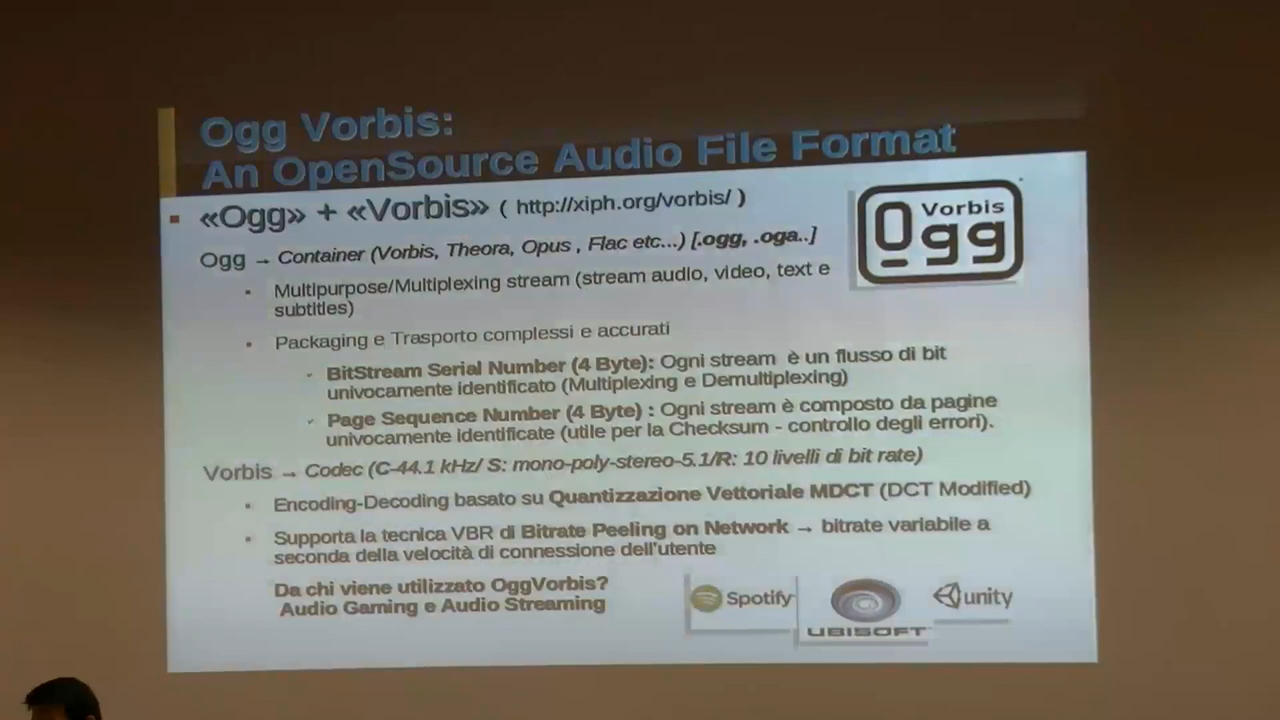 Ogg Vorbis:
An OpenSource Audio File Format
«Ogg» + «Vorbis» ( http://xiph.org/vorbis/ )
Vorbis
Ogg
Ogg → Container (Vorbis, Theora, Opus , Flac etc...) [.ogg, .oga..]
Multipurpose/Multiplexing stream (stream audio, video, text e
subtitles)
Packaging e Trasporto complessi e accurati
BitStream Serial Number (4 Byte): Ogni stream è un flusso di bit
univocamente identificato (Multiplexing e Demultiplexing)
Page Sequence Number (4 Byte) : Ogni stream è composto da pagine
univocamente identificate (utile per la Checksum - controllo degli errori).
Vorbis → Codec (C-44.1 kHz/ S: mono-poly-stereo-5.1/R: 10 livelli di bit rate)
Encoding-Decoding basato su Quantizzazione Vettoriale MDCT (DCT Modified)
Supporta la tecnica VBR di Bitrate Peeling on Network → bitrate variabile a
seconda della velocità di connessione dell'utente
Da chi viene utilizzato OggVorbis?
Audio Gaming e Audio Streaming
Spotify
UBISOFT
unity